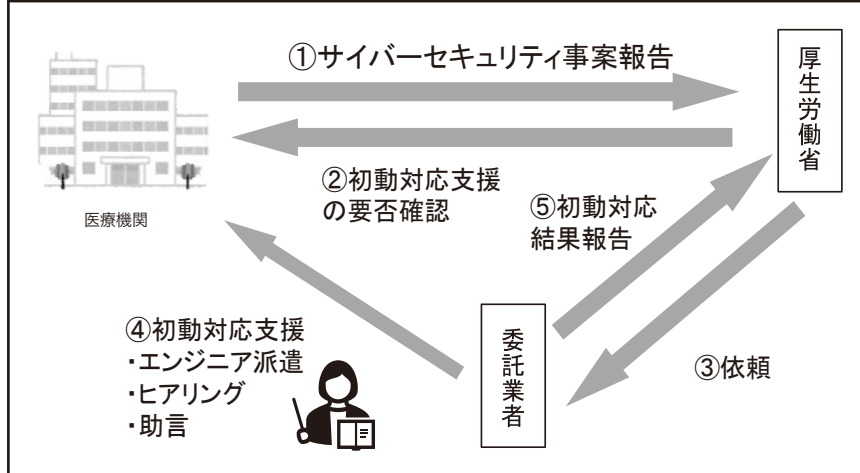 ①サイバーセキュリティ事案報告
厚生労働省
②初動対応支援
の要否確認
医療機関
⑤初動対応
結果報告
④初動対応支援
・エンジニア派遣
・ヒアリング
・助言
委託業者
③依頼